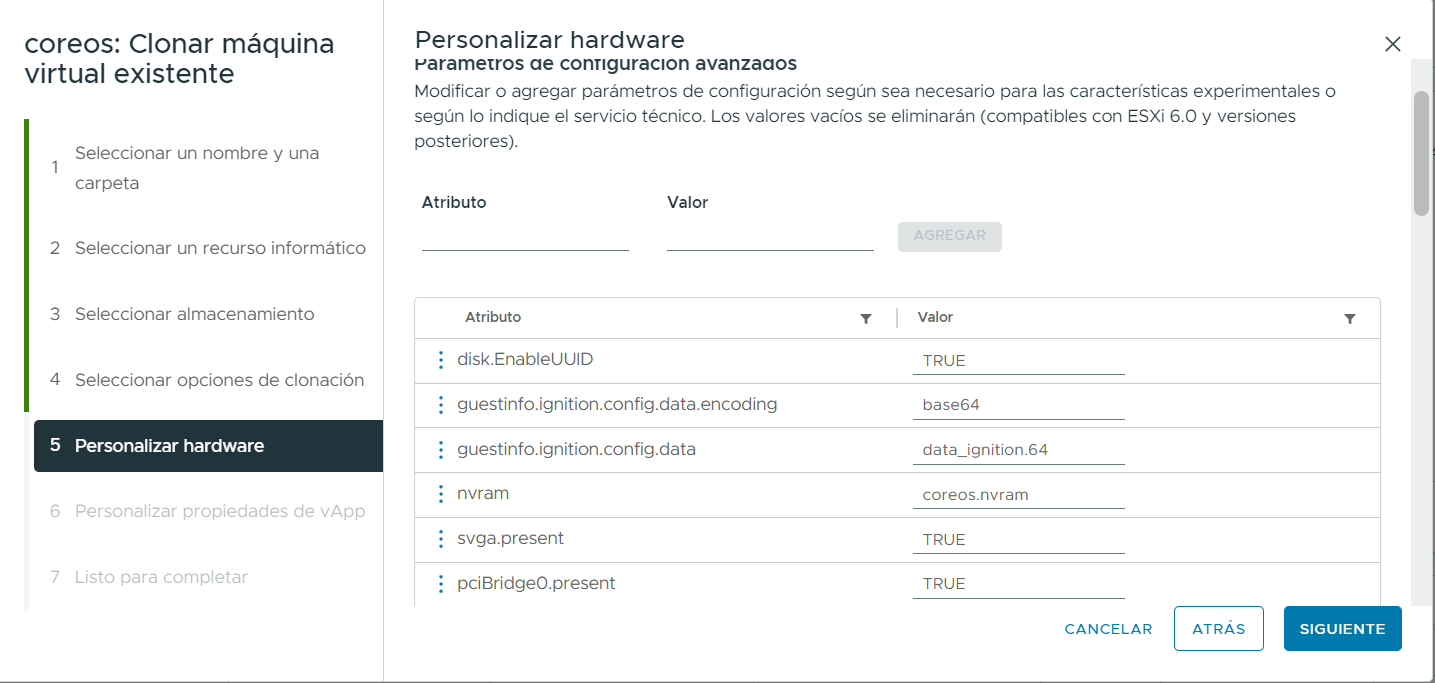 coreos: Clonar máquina
virtual existente
1 Seleccionar un nombre y una
carpeta
2 Seleccionar un recurso informático
3 Seleccionar almacenamiento
4 Seleccionar opciones de clonación
5 Personalizar hardware
6 Personalizar propiedades de vApp
7 Listo para completar
Personalizar hardware
Parámetros de configuración avanzados
Modificar o agregar parámetros de configuración según sea necesario para las características experimentales o
según lo indique el servicio técnico. Los valores vacíos se eliminarán (compatibles con ESXi 6.0 y versiones
posteriores).
Atributo Valor
AGREGAR
Atributo Valor
disk.EnableUUID TRUE
guestinfo.ignition.config.data.encoding base64
guestinfo.ignition.config.data data_ignition.64
nvram coreos.nvram
svga.present TRUE
pciBridge0.present TRUE
CANCELAR ATRÁS SIGUIENTE